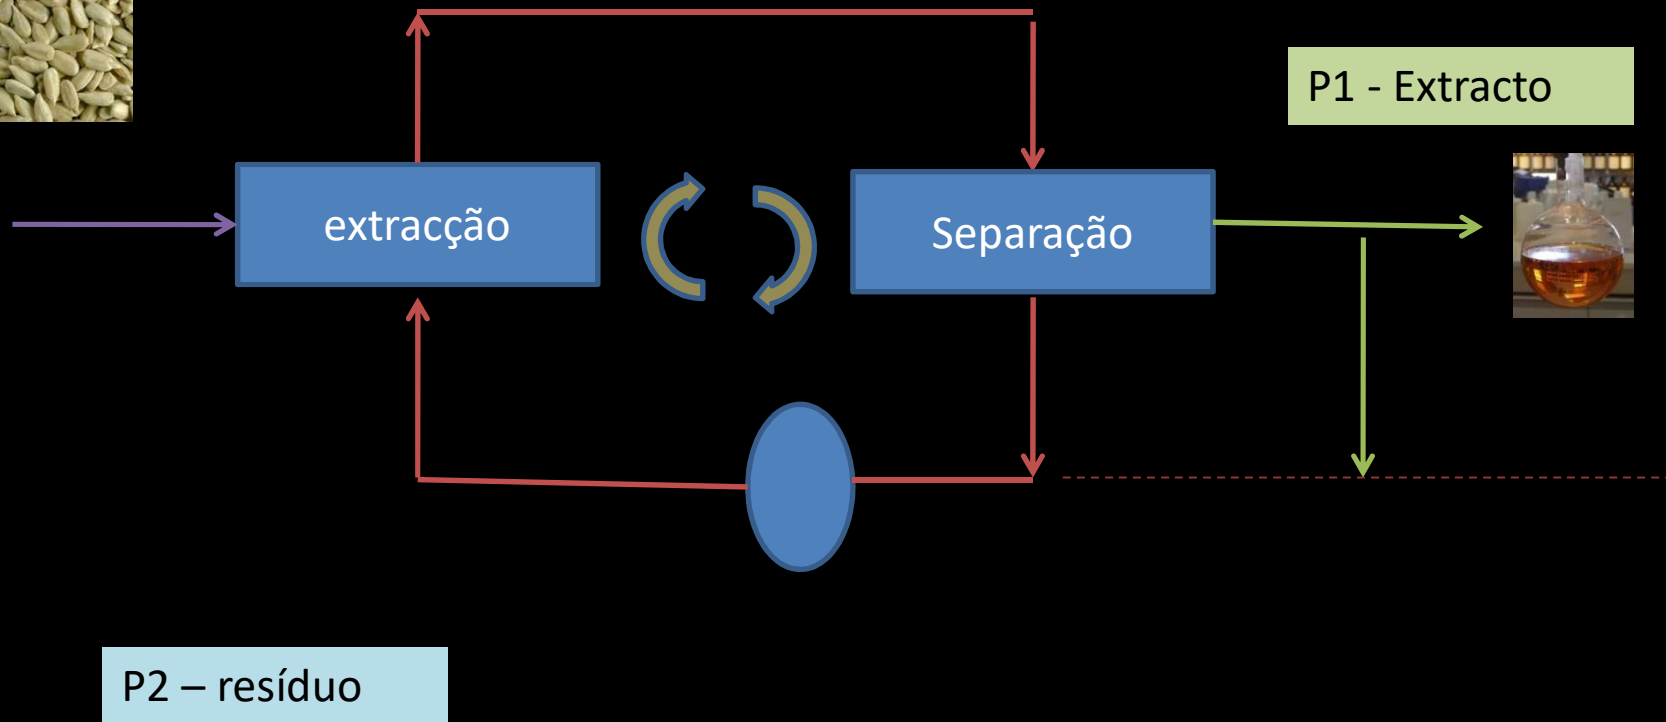 P1 - Extracto
extracção
Separação
P2 – resíduo